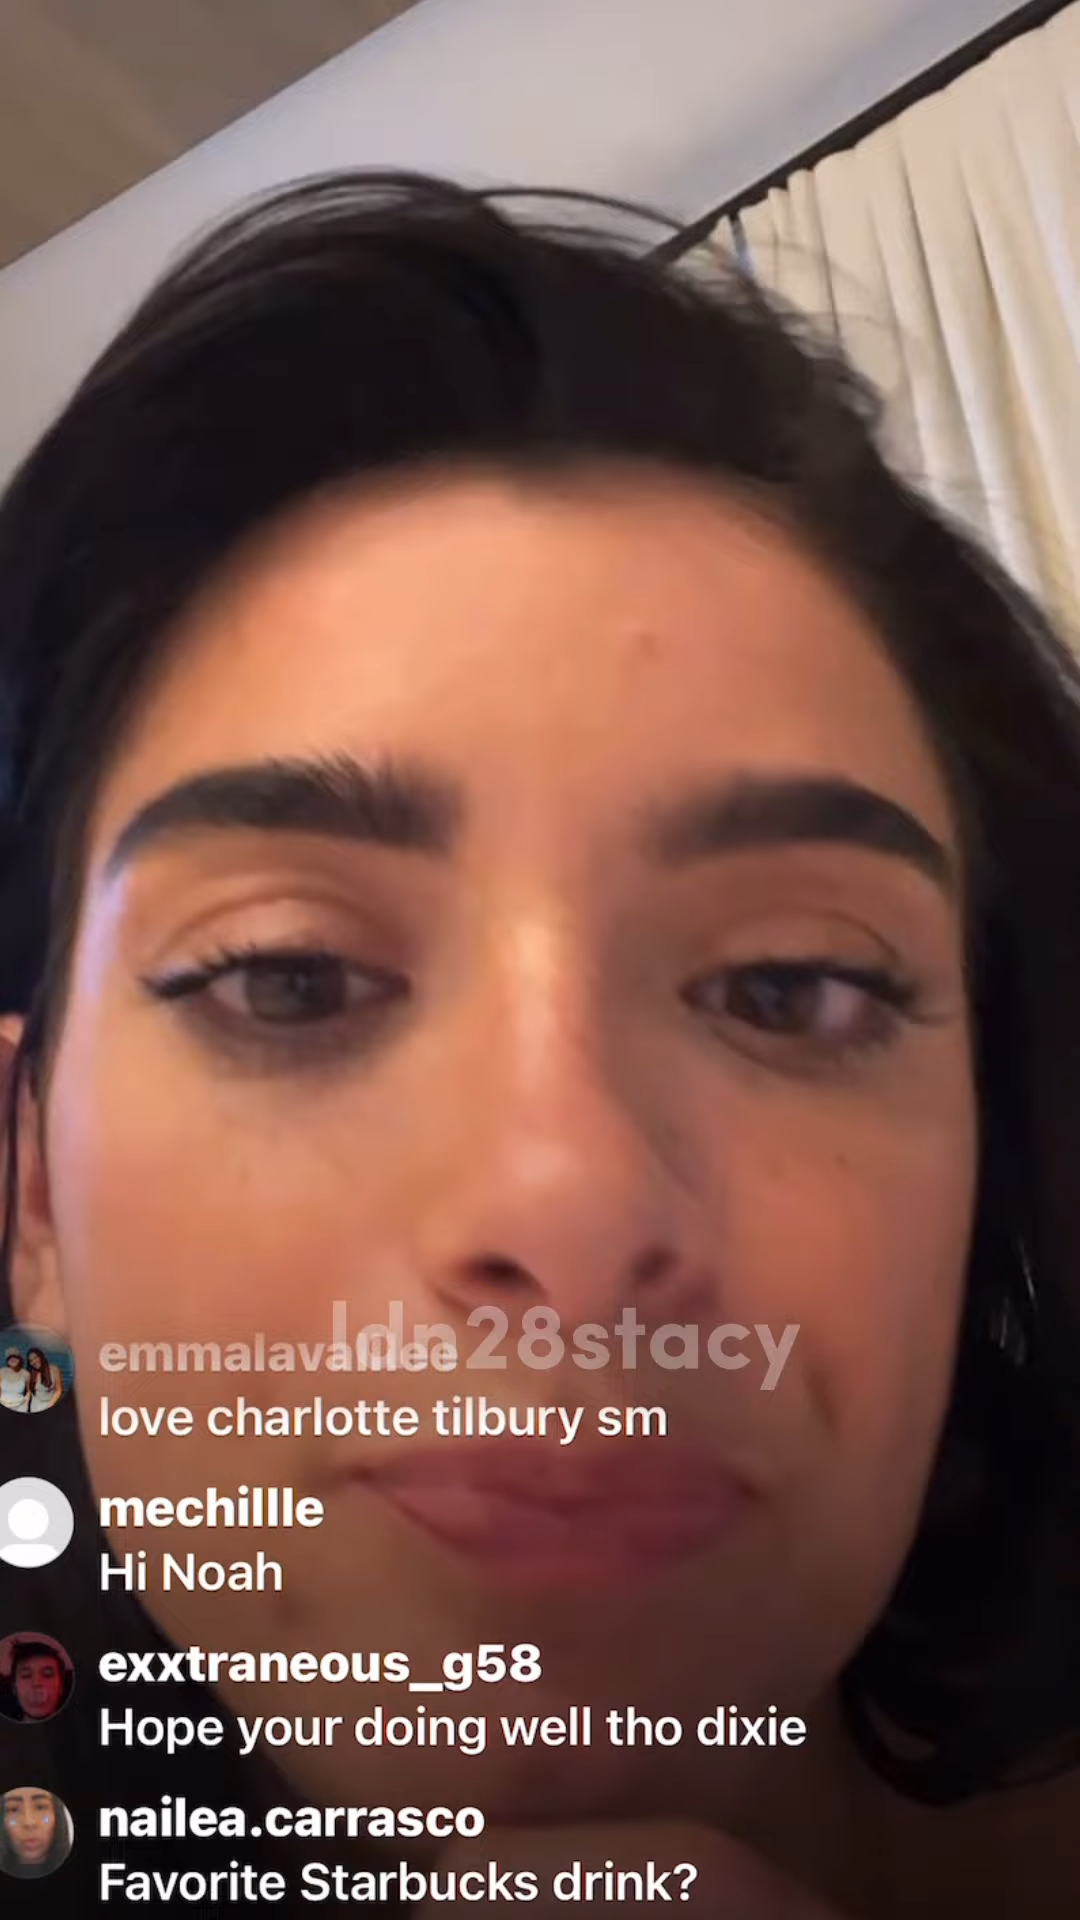 ldn28stacy
emmalavallee
love charlotte tilbury sm
mechillle
Hi Noah
exxtraneous_g58
Hope your doing well tho dixie
nailea.carrasco
Favorite Starbucks drink?